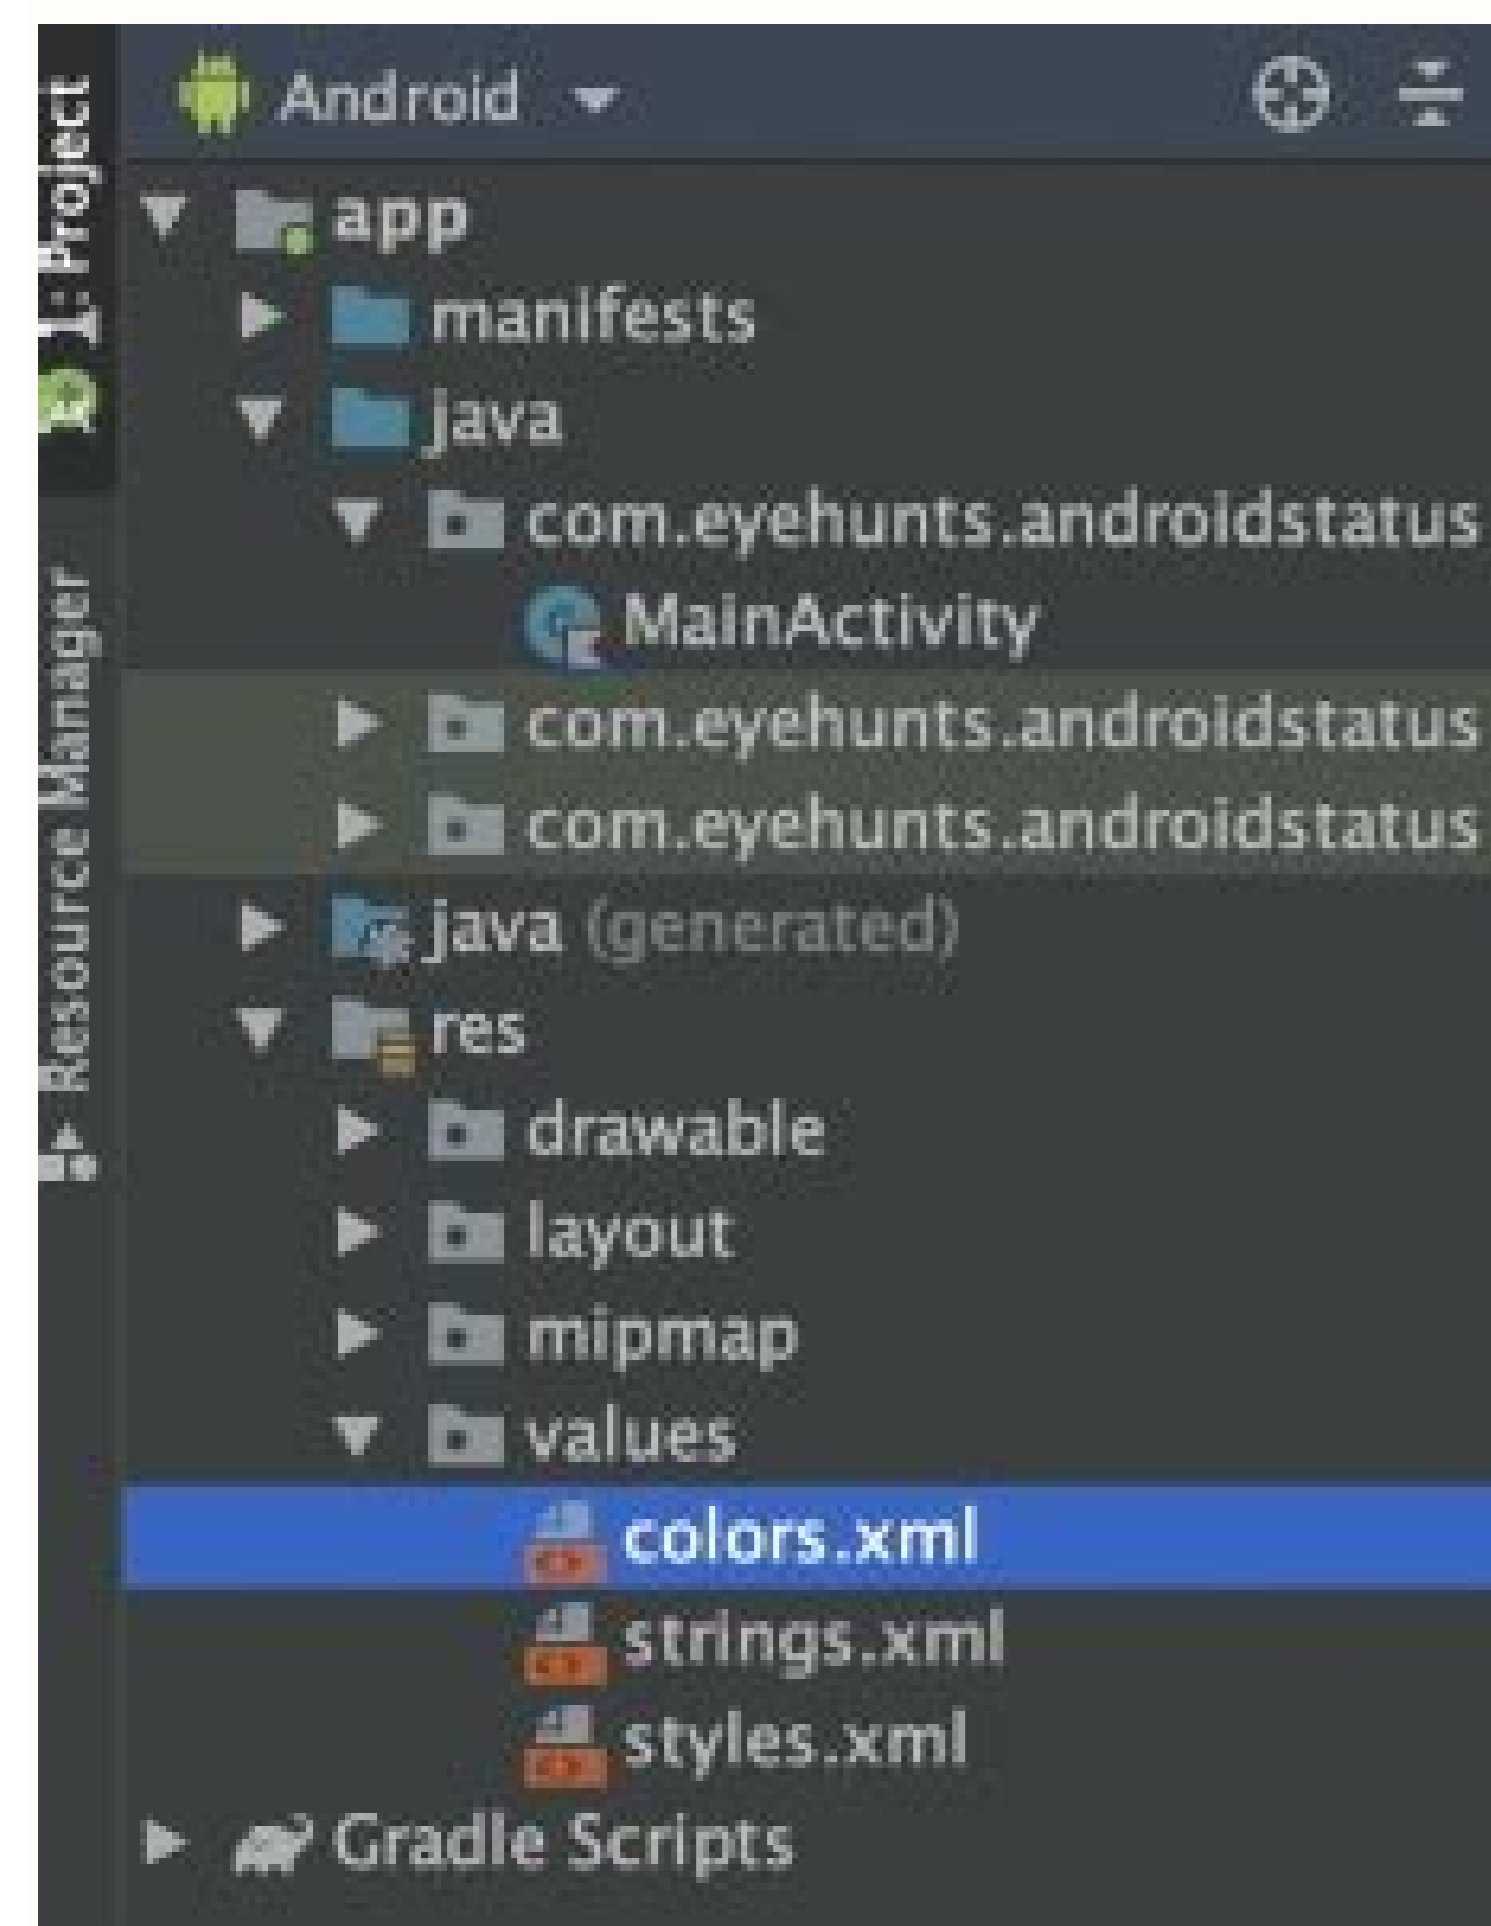 Android
1: Project
Resource Manager
app
manifests
java
com.eyehunts.androidstatus
MainActivity
com.eyehunts.androidstatus
com.eyehunts.androidstatus
java (generated)
res
drawable
layout
mipmap
values
colors.xml
strings.xml
styles.xml
Gradle Scripts